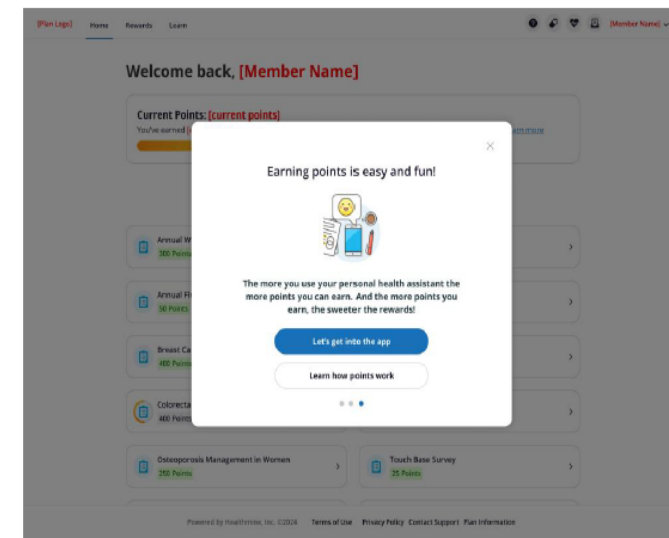 [Plan Logo] Home Rewards Learn [Member Name]
Welcome back, [Member Name]
Current Points: [current points]
You've earned
Earning points is easy and fun!
The more you use your personal health assistant the
more points you can earn. And the more points you
earn, the sweeter the rewards!
Let's get into the app
Learn how points work
Annual W
300 Points
Annual Fl
50 Points
Breast Ca
400 Points
Colorecta
400 Points
Osteoporosis Management in Women
250 Points
Touch Base Survey
25 Points
Powered by Healthmine, Inc. ©2024 Terms of Use Privacy Policy Contact Support Plan Information